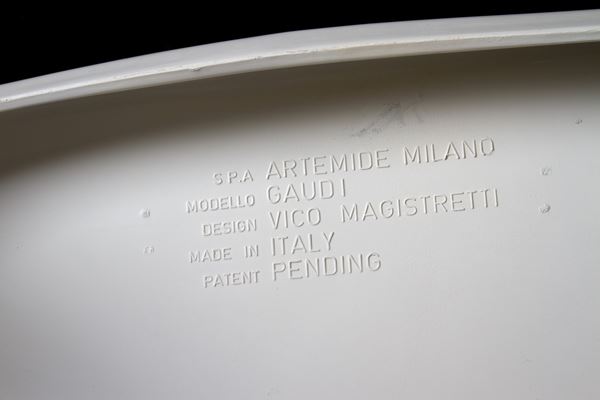 S P.A ARTEMIDE MILANO
MODELLO GAUDI
DESIGN VICO MAGISTRETTI
MADE IN ITALY
PATENT PENDING